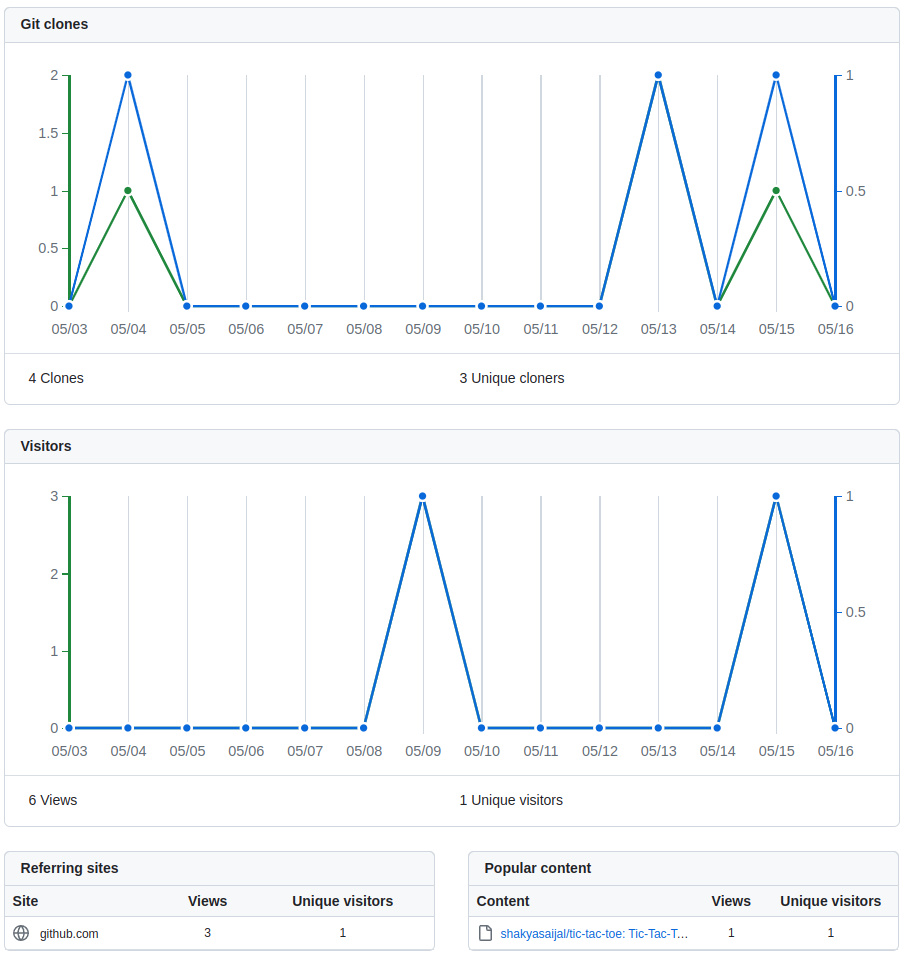 Git clones
2 1
1.5
1 0.5
0.5
0 0
05/03 05/04 05/05 05/06 05/07 05/08 05/09 05/10 05/11 05/12 05/13 05/14 05/15 05/16
4 Clones 3 Unique cloners
Visitors
3 1
2
0.5
1
0 0
05/03 05/04 05/05 05/06 05/07 05/08 05/09 05/10 05/11 05/12 05/13 05/14 05/15 05/16
6 Views 1 Unique visitors
Referring sites
Site Views Unique visitors
github.com 3 1
Popular content
Content Views Unique visitors
shakyasaijal/tic-tac-toe: Tic-Tac-T... 1 1